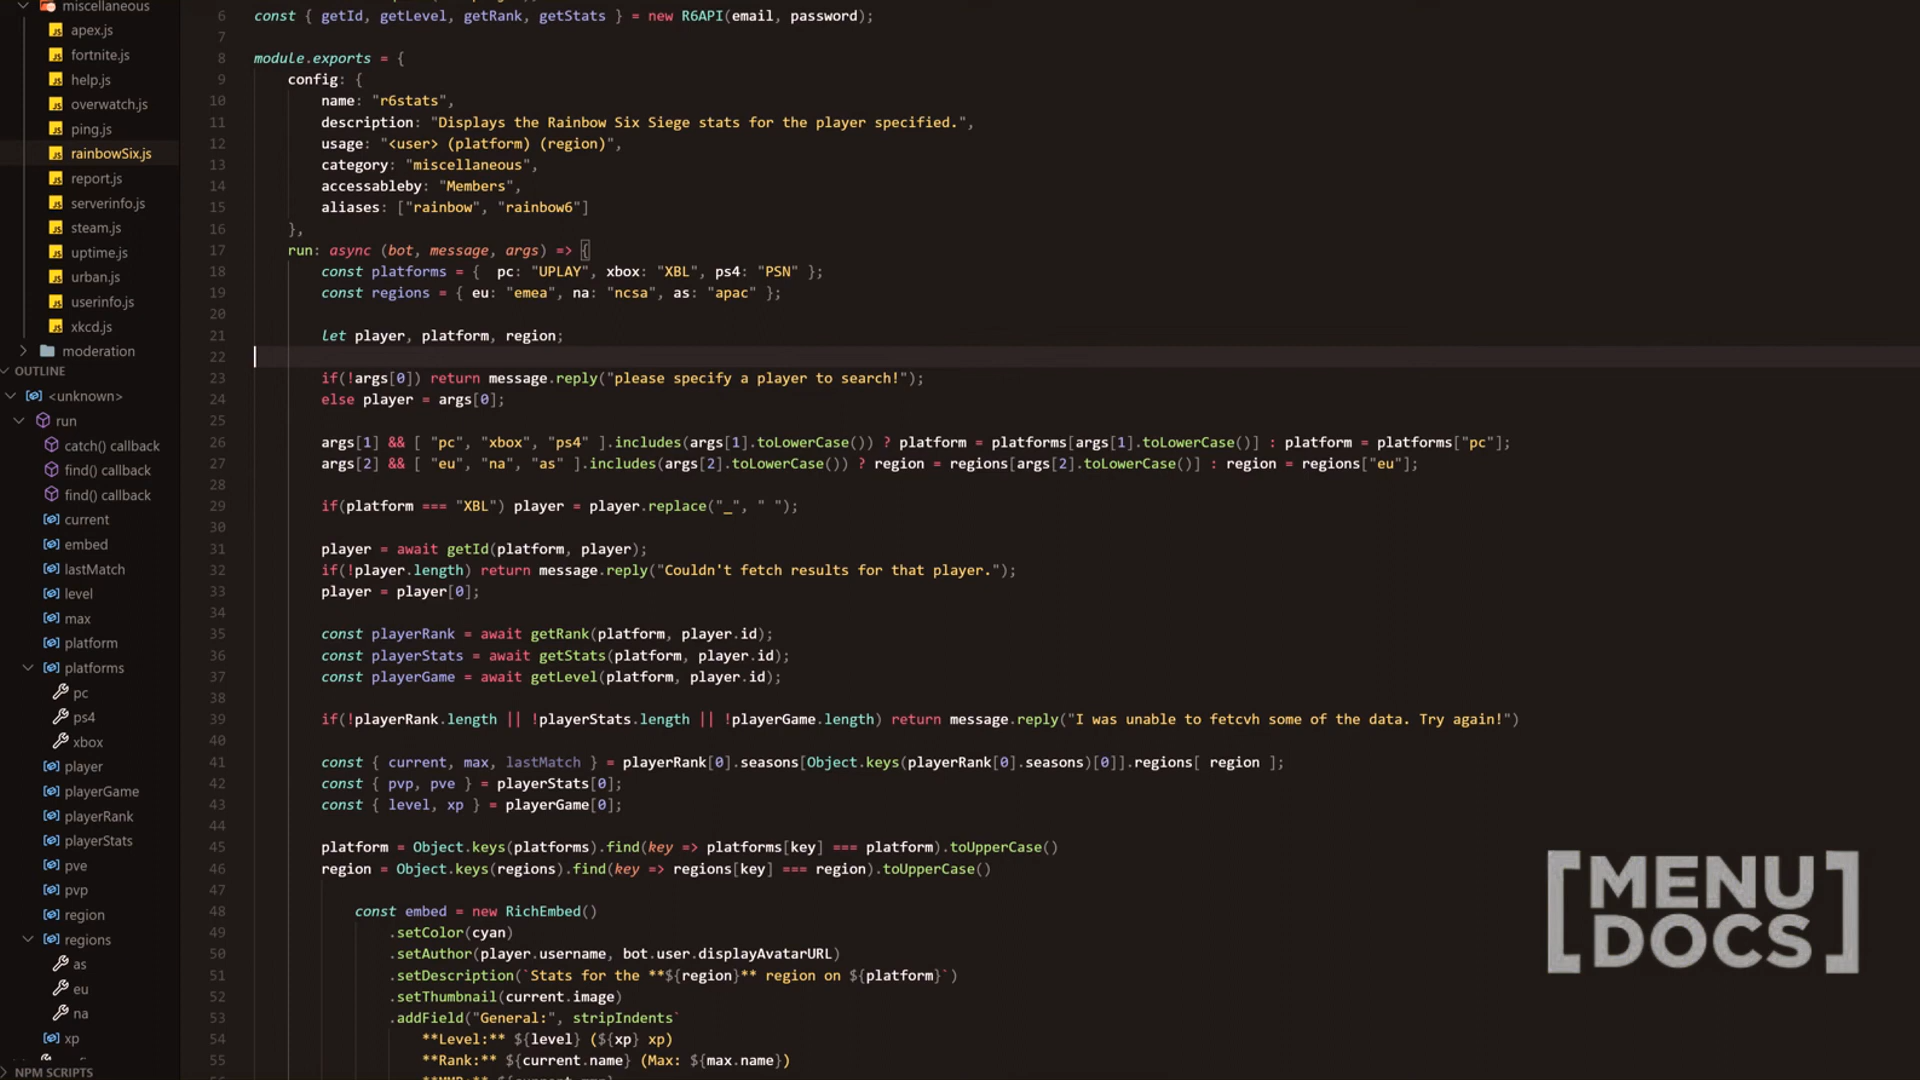 miscellaneous
apex.js
fortnite.js
help.js
overwatch.js
ping.js
rainbowSix.js
report.js
serverinfo.js
steam.js
uptime.js
urban.js
userinfo.js
xkcd.js
moderation
OUTLINE
<unknown>
run
catch() callback
find() callback
find() callback
current
embed
lastMatch
level
max
platform
platforms
pc
ps4
xbox
player
playerGame
playerRank
playerStats
pve
pvp
region
regions
as
eu
na
xp
NPM SCRIPTS
6 const { getId, getLevel, getRank, getStats } = new R6API(email, password);
7
8 module.exports = {
9 config: {
10 name: "r6stats",
11 description: "Displays the Rainbow Six Siege stats for the player specified.",
12 usage: "<user> (platform) (region)",
13 category: "miscellaneous",
14 accessableby: "Members",
15 aliases: ["rainbow", "rainbow6"]
16 },
17 run: async (bot, message, args) => {
18 const platforms = {  pc: "UPLAY", xbox: "XBL", ps4: "PSN" };
19 const regions = { eu: "emea", na: "ncsa", as: "apac" };
20
21 let player, platform, region;
22
23 if(!args[0]) return message.reply("please specify a player to search!");
24 else player = args[0];
25
26 args[1] && [ "pc", "xbox", "ps4" ].includes(args[1].toLowerCase()) ? platform = platforms[args[1].toLowerCase()] : platform = platforms["pc"];
27 args[2] && [ "eu", "na", "as" ].includes(args[2].toLowerCase()) ? region = regions[args[2].toLowerCase()] : region = regions["eu"];
28
29 if(platform === "XBL") player = player.replace("_", " ");
30
31 player = await getId(platform, player);
32 if(!player.length) return message.reply("Couldn't fetch results for that player.");
33 player = player[0];
34
35 const playerRank = await getRank(platform, player.id);
36 const playerStats = await getStats(platform, player.id);
37 const playerGame = await getLevel(platform, player.id);
38
39 if(!playerRank.length || !playerStats.length || !playerGame.length) return message.reply("I was unable to fetcvh some of the data. Try again!")
40
41 const { current, max, lastMatch } = playerRank[0].seasons[Object.keys(playerRank[0].seasons)[0]].regions[ region ];
42 const { pvp, pve } = playerStats[0];
43 const { level, xp } = playerGame[0];
44
45 platform = Object.keys(platforms).find(key => platforms[key] === platform).toUpperCase()
46 region = Object.keys(regions).find(key => regions[key] === region).toUpperCase()
47
48 const embed = new RichEmbed()
49 .setColor(cyan)
50 .setAuthor(player.username, bot.user.displayAvatarURL)
51 .setDescription(`Stats for the **${region}** region on ${platform}`)
52 .setThumbnail(current.image)
53 .addField("General:", stripIndents`
54 **Level:** ${level} (${xp} xp)
55 **Rank:** ${current.name} (Max: ${max.name})
[MENU
DOCS]